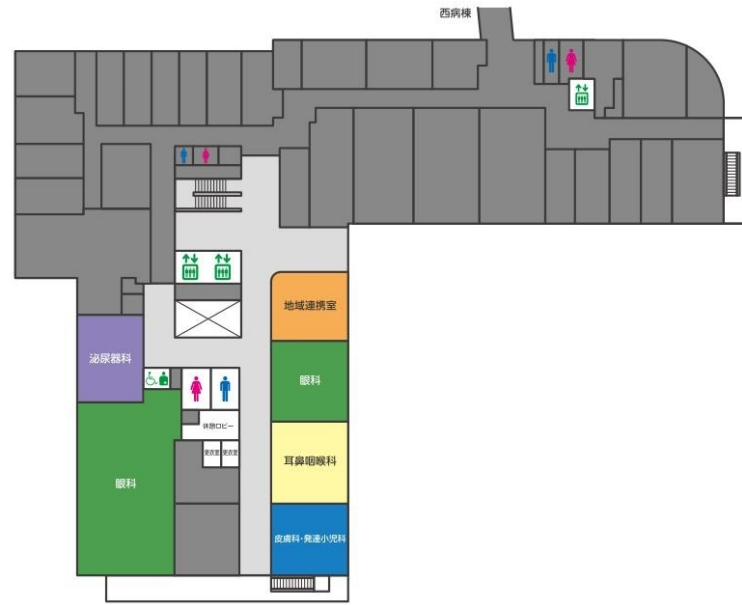 西病棟
地域連携室
泌尿器科
眼科
休憩ロビー
耳鼻咽喉科
更衣室
更衣室
眼科
皮膚科・発達小児科